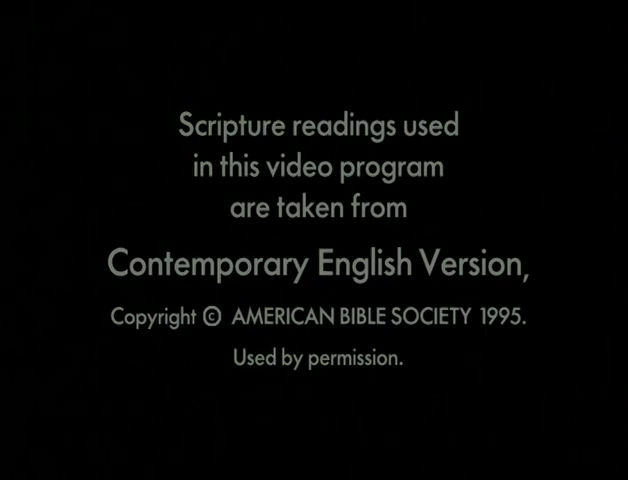 Scripture readings used
in this video program
are taken from
Contemporary English Version,
Copyright © AMERICAN BIBLE SOCIETY 1995.
Used by permission.